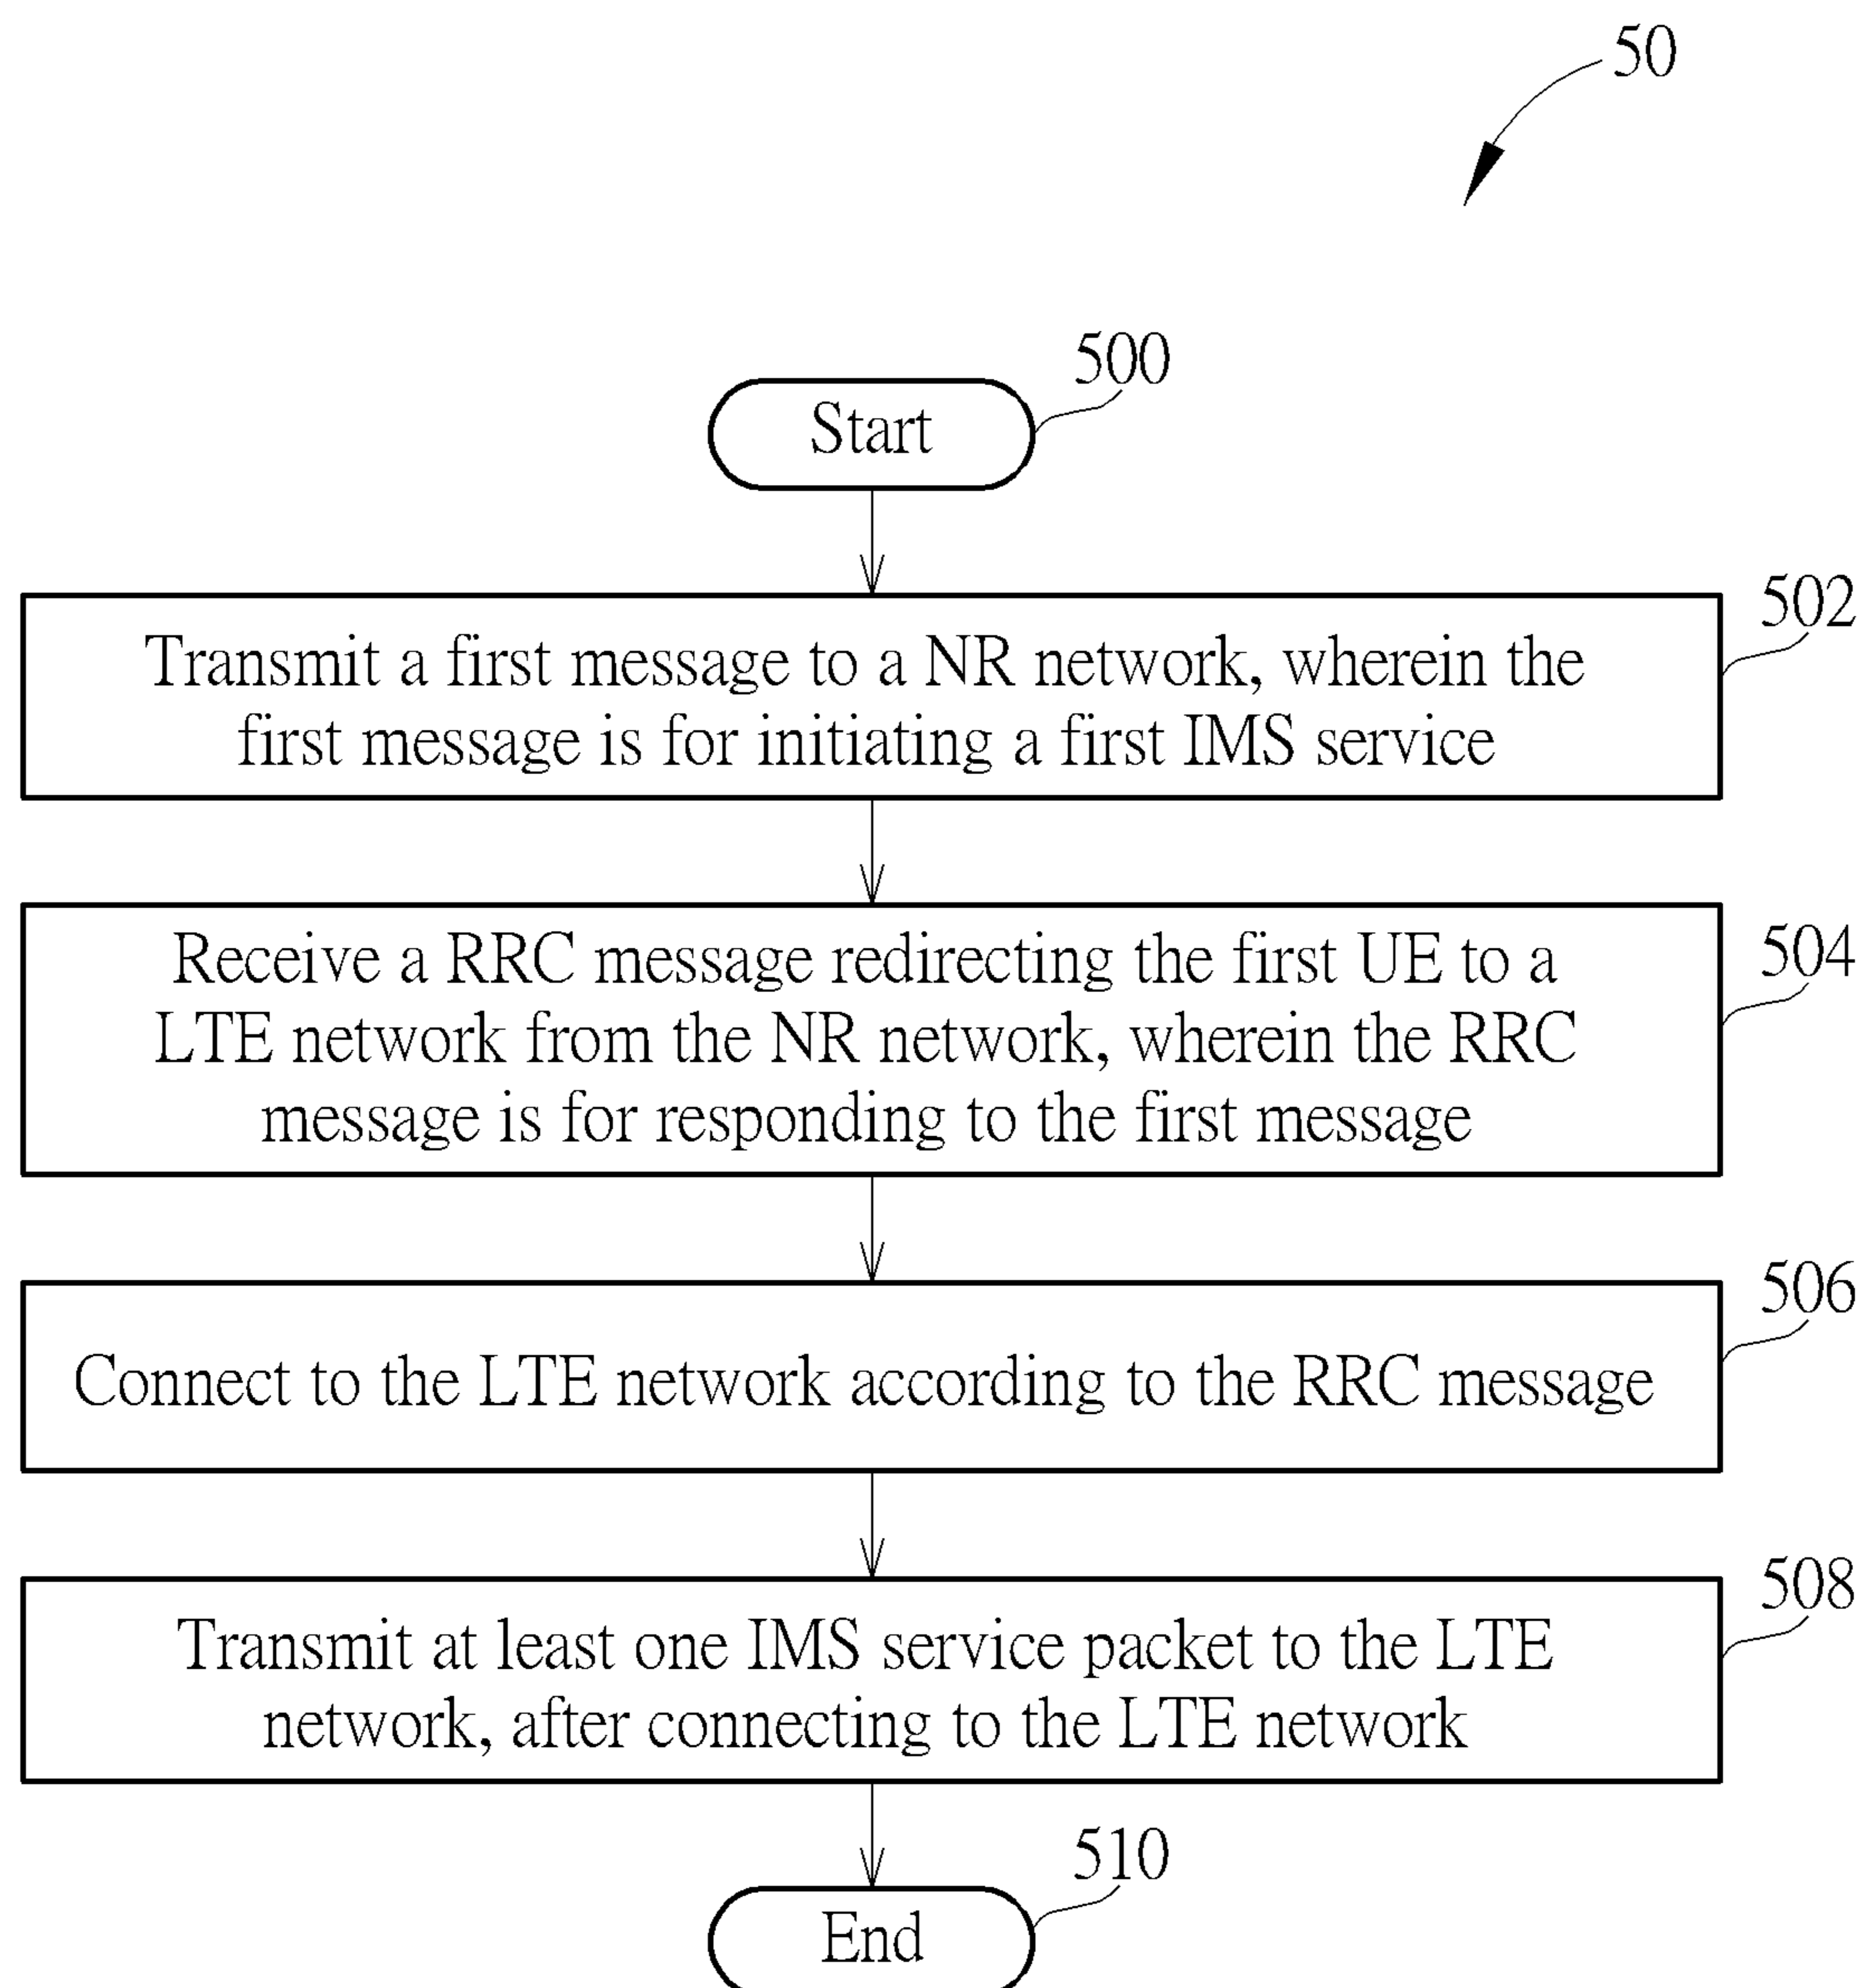 50
500
Start
502
Transmit a first message to a NR network, wherein the
first message is for initiating a first IMS service
504
Receive a RRC message redirecting the first UE to a
LTE network from the NR network, wherein the RRC
message is for responding to the first message
506
Connect to the LTE network according to the RRC message
508
Transmit at least one IMS service packet to the LTE
network, after connecting to the LTE network
510
End